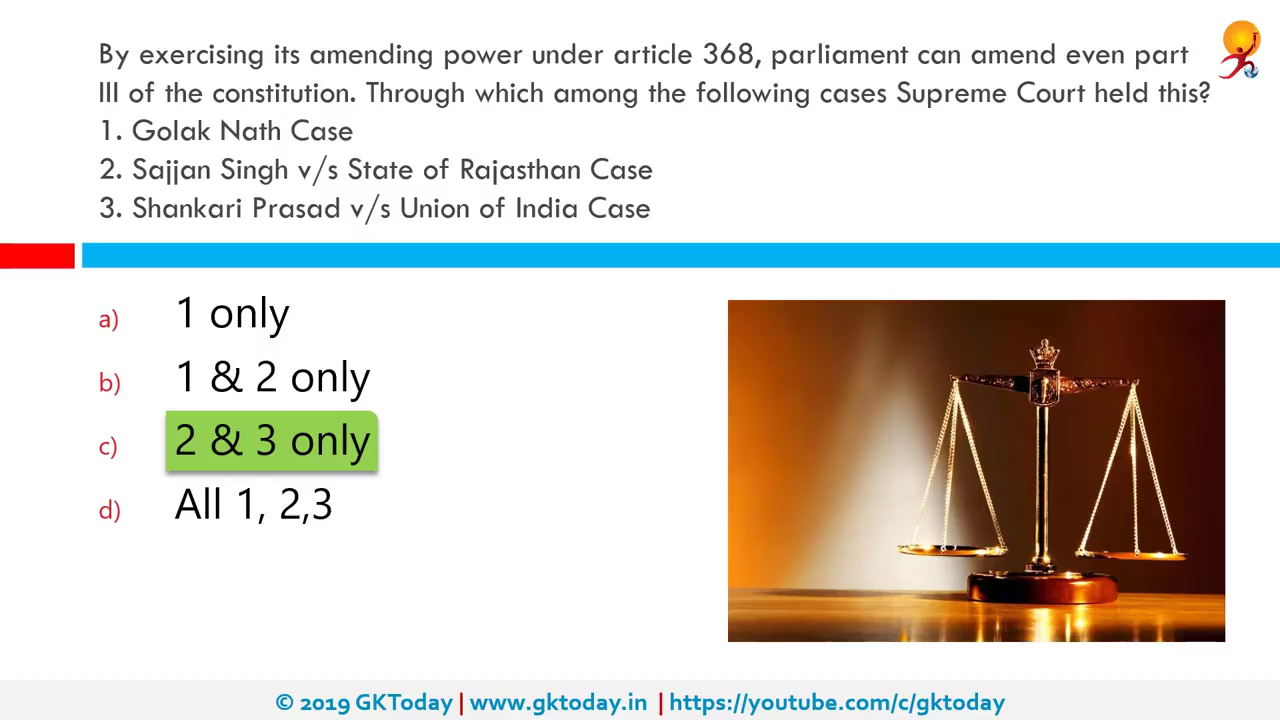 By exercising its amending power under article 368, parliament can amend even part
III of the constitution. Through which among the following cases Supreme Court held this?
1. Golak Nath Case
2. Sajjan Singh v/s State of Rajasthan Case
3. Shankari Prasad v/s Union of India Case
a) 1 only
b) 1 & 2 only
c) 2 & 3 only
d) All 1, 2,3
© 2019 GKToday | www.gktoday.in | https://youtube.com/c/gktoday